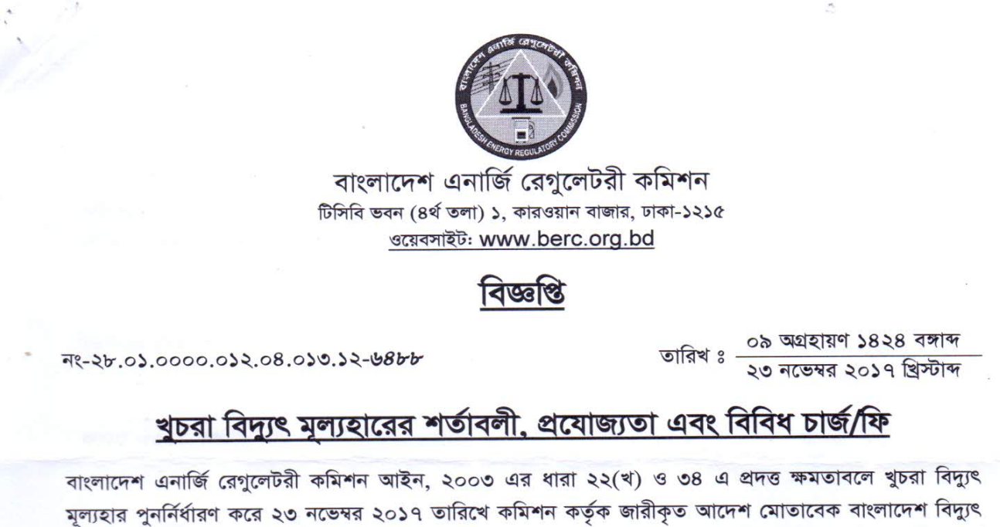 বাংলাদেশ এনার্জি রেগুলেটরী কমিশন
BANGLADESH ENERGY REGULATORY COMMISSION
বাংলাদেশ এনার্জি রেগুলেটরী কমিশন
টিসিবি ভবন (৪র্থ তলা) ১, কারওয়ান বাজার, ঢাকা-১২১৫
ওয়েবসাইট: www.berc.org.bd
বিজ্ঞপ্তি
নং-২৮.০১.০০০০.০১২.০৪.০১৩.১২-৬৪৮৮
তারিখ ঃ
০৯ অগ্রহায়ণ ১৪২৪ বঙ্গাব্দ
২৩ নভেম্বর ২০১৭ খ্রিস্টাব্দ
খুচরা বিদ্যুৎ মূল্যহারের শর্তাবলী, প্রযোজ্যতা এবং বিবিধ চার্জ/ফি
বাংলাদেশ এনার্জি রেগুলেটরী কমিশন আইন, ২০০৩ এর ধারা ২২(খ) ও ৩৪ এ প্রদত্ত ক্ষমতাবলে খুচরা বিদ্যুৎ
মূল্যহার পুনর্নির্ধারণ করে ২৩ নভেম্বর ২০১৭ তারিখে কমিশন কর্তৃক জারীকৃত আদেশ মোতাবেক বাংলাদেশ বিদ্যুৎ